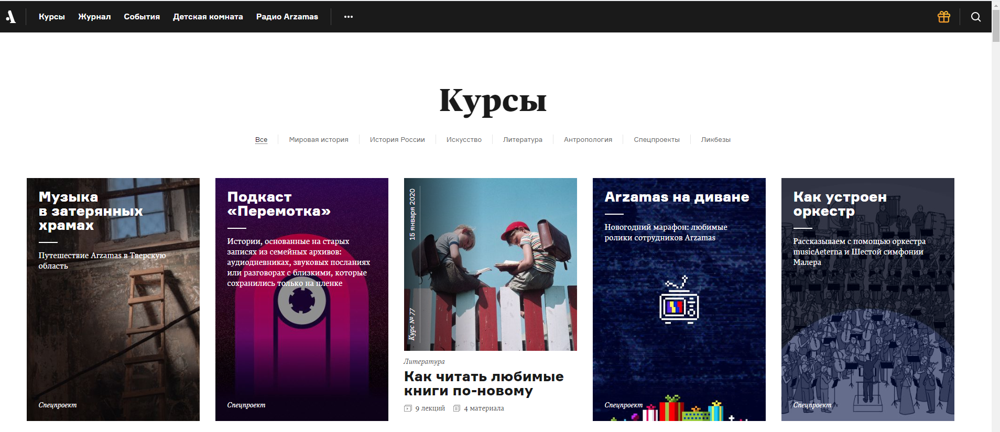 Курсы
Журнал
События
Детская комната
Радио Arzamas
Курсы
Все
Мировая история
История России
Искусство
Литература
Антропология
Спецпроекты
Ликбезы
Музыка
в затерянных
храмах
Путешествие Arzamas в Тверскую
область
Спецпроект
Подкаст
«Перемотка»
Истории, основанные на старых
записях из семейных архивов:
аудиодневниках, звуковых посланиях
или разговорах с близкими, которые
сохранились только на пленке
Спецпроект
15 января 2020
Курс № 77
Литература
Как читать любимые
книги по-новому
9 лекций
4 материала
Arzamas на диване
Новогодний марафон: любимые
ролики сотрудников Arzamas
Спецпроект
Как устроен
оркестр
Рассказываем с помощью оркестра
musicAeterna и Шестой симфонии
Малера
Спецпроект